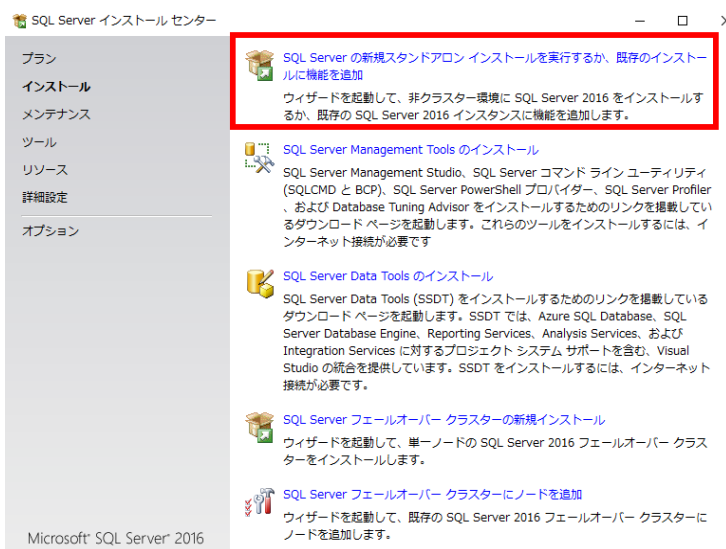 SQL Server インストール センター
プラン
インストール
メンテナンス
ツール
リソース
詳細設定
オプション
Microsoft SQL Server 2016
SQL Server の新規スタンドアロン インストールを実行するか、既存のインストー
ルに機能を追加
ウィザードを起動して、非クラスター環境に SQL Server 2016 をインストールす
るか、既存の SQL Server 2016 インスタンスに機能を追加します。
SQL Server Management Tools のインストール
SQL Server Management Studio、SQL Server コマンド ライン ユーティリティ
(SQLCMD と BCP)、SQL Server PowerShell プロバイダー、SQL Server Profiler
、および Database Tuning Advisor をインストールするためのリンクを掲載してい
るダウンロード ページを起動します。これらのツールをインストールするには、イ
ンターネット接続が必要です
SQL Server Data Tools のインストール
SQL Server Data Tools (SSDT) をインストールするためのリンクを掲載している
ダウンロード ページを起動します。SSDT では、Azure SQL Database、SQL
Server Database Engine、Reporting Services、Analysis Services、および
Integration Services に対するプロジェクト システム サポートを含む、Visual
Studio の統合を提供しています。SSDT をインストールするには、インターネット
接続が必要です。
SQL Server フェールオーバー クラスターの新規インストール
ウィザードを起動して、単一ノードの SQL Server 2016 フェールオーバー クラス
ターをインストールします。
SQL Server フェールオーバー クラスターにノードを追加
ウィザードを起動して、既存の SQL Server 2016 フェールオーバー クラスターに
ノードを追加します。